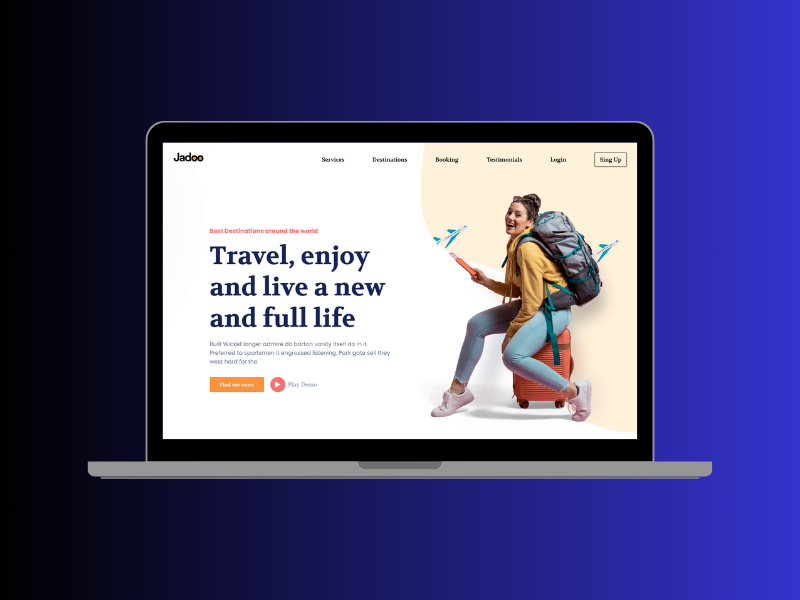 Jadoo
Services Destinations Booking Testimonials Login Sing Up
Best Destinations around the world
Travel, enjoy
and live a new
and full life
Built Wicket longer admire do barton vanity itself do in it.
Preferred to sportsmen it engrossed listening. Park gate sell they
west hard for the.
Find out more Play Demo